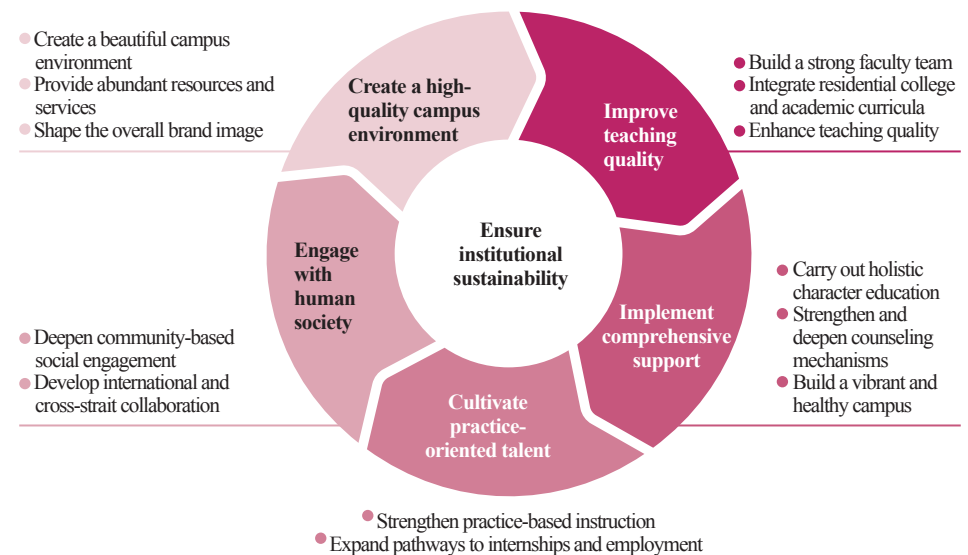 Create a beautiful campus
environment
Provide abundant resources and
services
Shape the overall brand image
Create a high-
quality campus
environment
Improve
teaching
quality
Build a strong faculty team
Integrate residential college
and academic curricula
Enhance teaching quality
Engage
with
human
society
Ensure
institutional
sustainability
Implement
comprehensive
support
Carry out holistic
character education
Strengthen and
deepen counseling
mechanisms
Build a vibrant and
healthy campus
Deepen community-based
social engagement
Develop international and
cross-strait collaboration
Cultivate
practice-
oriented talent
Strengthen practice-based instruction
Expand pathways to internships and employment